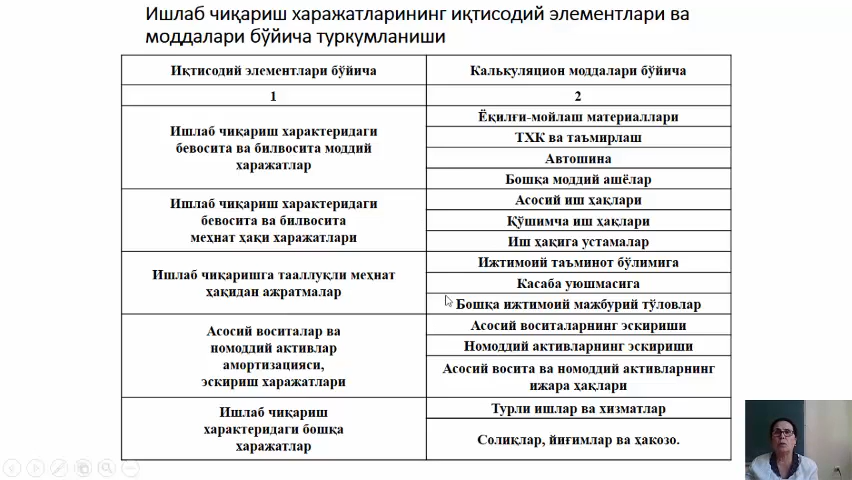 Ишлаб чиқариш харажатларининг иқтисодий элементлари ва
моддалари бўйича туркумланиши
Иқтисодий элементлари бўйича
Калькуляцион моддалари бўйича
1
2
Ишлаб чиқариш характеридаги
бевосита ва билвосита моддий
харажатлар
Ёқилғи-мойлаш материаллари
ТХК ва таъмирлаш
Автошина
Бошқа моддий ашёлар
Ишлаб чиқариш характеридаги
бевосита ва билвосита
меҳнат ҳақи харажатлари
Асосий иш ҳақлари
Қўшимча иш ҳақлари
Иш ҳақига устамалар
Ишлаб чиқаришга тааллуқли меҳнат
ҳақидан ажратмалар
Ижтимоий таъминот бўлимига
Касаба уюшмасига
Бошқа ижтимоий мажбурий тўловлар
Асосий воситалар ва
номоддий активлар
амортизацияси,
эскириш харажатлари
Асосий воситаларнинг эскириши
Номоддий активларнинг эскириши
Асосий восита ва номоддий активларнинг
ижара ҳақлари
Ишлаб чиқариш
характеридаги бошқа
харажатлар
Турли ишлар ва хизматлар
Солиқлар, йиғимлар ва ҳакозо.